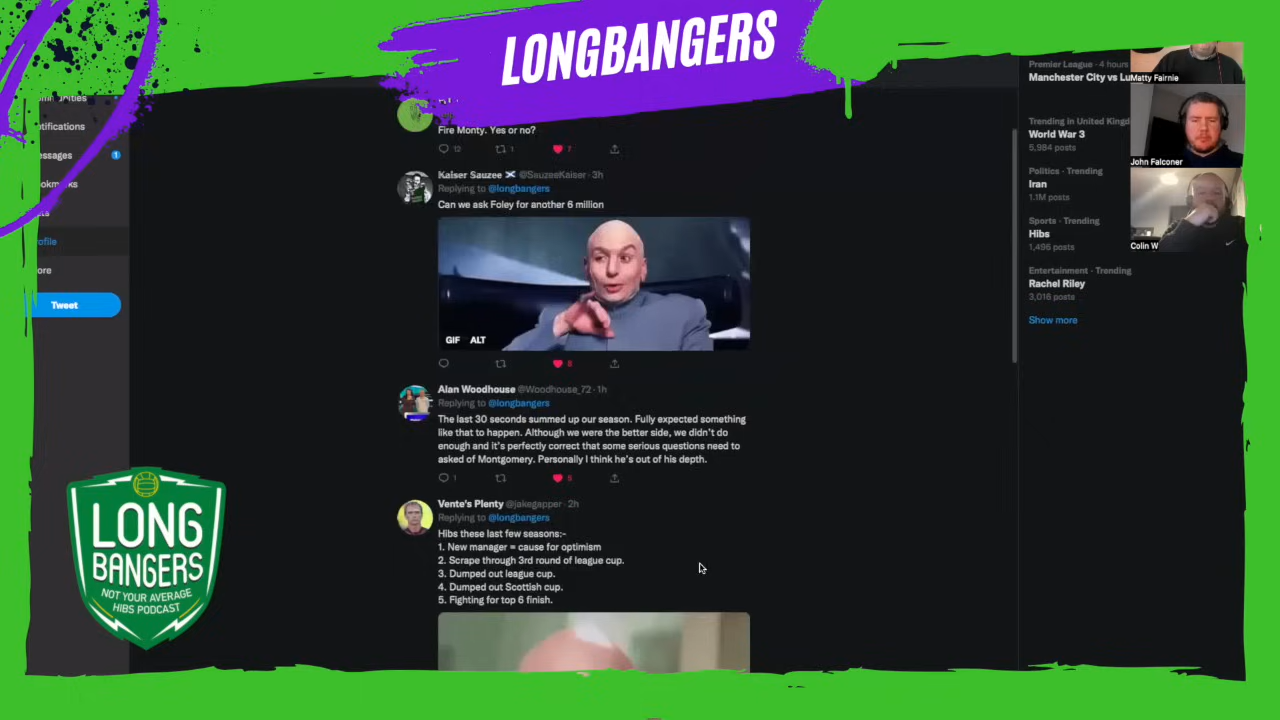 LONGBANGERS
Premier League · 4 hours
Manchester City vs Lu
Matty Fairnie
Fire Monty. Yes or no?
12
1
7
Trending in United Kingd
World War 3
5,984 posts
1
John Falconer
Kaiser Sauzee @SauzeeKaiser · 3h
Replying to @longbangers
Can we ask Foley for another 6 million
Politics · Trending
Iran
1.1M posts
Sports · Trending
Hibs
1,496 posts
Colin W
Entertainment · Trending
Rachel Riley
3,016 posts
Show more
Tweet
GIF ALT
8
Alan Woodhouse @Woodhouse_72 · 1h
Replying to @longbangers
The last 30 seconds summed up our season. Fully expected something
like that to happen. Although we were the better side, we didn't do
enough and it's perfectly correct that some serious questions need to
asked of Montgomery. Personally I think he's out of his depth.
1
5
Vente's Plenty @jakegapper · 2h
Replying to @longbangers
Hibs these last few seasons:-
1. New manager = cause for optimism
2. Scrape through 3rd round of league cup.
3. Dumped out league cup.
4. Dumped out Scottish cup.
5. Fighting for top 6 finish.
LONG
BANGERS
NOT YOUR AVERAGE
HIBS PODCAST